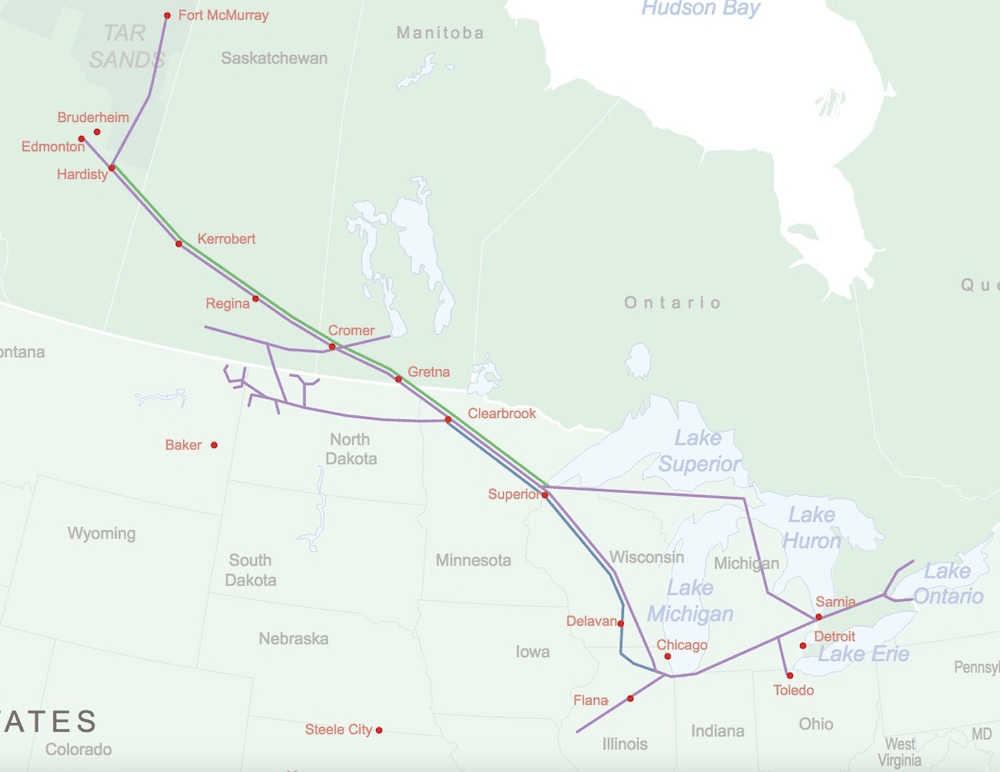 Hudson Bay
Fort McMurray
TAR
SANDS
Manitoba
Saskatchewan
Bruderheim
Edmonton
Hardisty
Kerrobert
Regina
Ontario
Que
Cromer
ontana
Gretna
Clearbrook
Baker
North
Dakota
Lake
Superior
Superior
Wyoming
Lake
Huron
South
Dakota
Minnesota
Wisconsin
Michigan
Lake
Michigan
Lake
Ontario
Sarnia
Delavan
Nebraska
Iowa
Chicago
Detroit
Lake Erie
Pennsyl
Toledo
Flana
TATES
Steele City
Colorado
Illinois
Indiana
Ohio
West
Virginia
MD